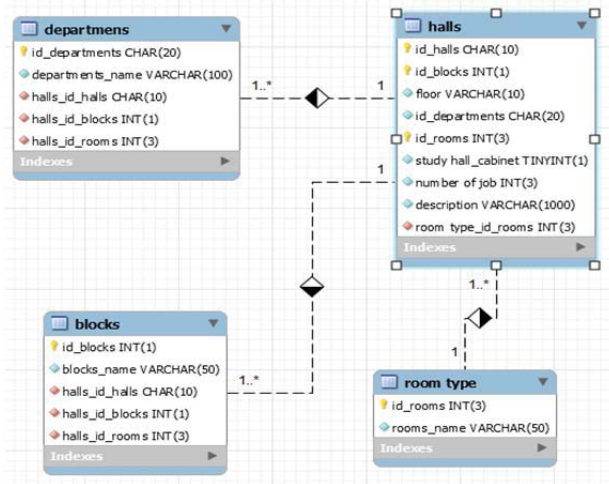 departmens
id_departments CHAR(20)
departments_name VARCHAR(100)
halls_id_halls CHAR(10)
halls_id_blocks INT(1)
halls_id_rooms INT(3)
Indexes
1..*
1
halls
id_halls CHAR(10)
id_blocks INT(1)
floor VARCHAR(10)
id_departments CHAR(20)
id_rooms INT(3)
study hall_cabinet TINYINT(1)
number of job INT(3)
description VARCHAR(1000)
room type_id_rooms INT(3)
Indexes
1
1..*
1..*
1
blocks
id_blocks INT(1)
blocks_name VARCHAR(50)
halls_id_halls CHAR(10)
halls_id_blocks INT(1)
halls_id_rooms INT(3)
Indexes
room type
id_rooms INT(3)
rooms_name VARCHAR(50)
Indexes